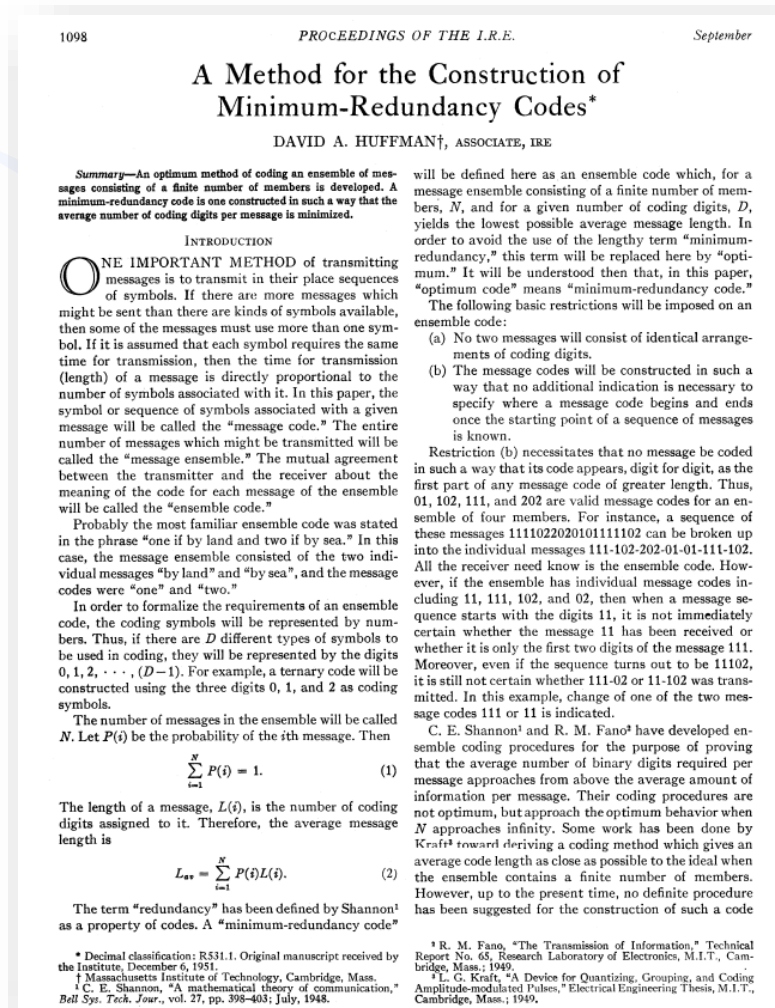 1098
PROCEEDINGS OF THE I.R.E.
September
A Method for the Construction of
Minimum-Redundancy Codes*
DAVID A. HUFFMAN†, ASSOCIATE, IRE
Summary—An optimum method of coding an ensemble of mes-
sages consisting of a finite number of members is developed. A
minimum-redundancy code is one constructed in such a way that the
average number of coding digits per message is minimized.
INTRODUCTION
ONE IMPORTANT METHOD of transmitting
messages is to transmit in their place sequences
of symbols. If there are more messages which
might be sent than there are kinds of symbols available,
then some of the messages must use more than one sym-
bol. If it is assumed that each symbol requires the same
time for transmission, then the time for transmission
(length) of a message is directly proportional to the
number of symbols associated with it. In this paper, the
symbol or sequence of symbols associated with a given
message will be called the “message code.” The entire
number of messages which might be transmitted will be
called the “message ensemble.” The mutual agreement
between the transmitter and the receiver about the
meaning of the code for each message of the ensemble
will be called the “ensemble code.”
Probably the most familiar ensemble code was stated
in the phrase “one if by land and two if by sea.” In this
case, the message ensemble consisted of the two indi-
vidual messages “by land” and “by sea”, and the message
codes were “one” and “two.”
In order to formalize the requirements of an ensemble
code, the coding symbols will be represented by num-
bers. Thus, if there are D different types of symbols to
be used in coding, they will be represented by the digits
0, 1, 2, · · · , (D−1). For example, a ternary code will be
constructed using the three digits 0, 1, and 2 as coding
symbols.
The number of messages in the ensemble will be called
N. Let P(i) be the probability of the ith message. Then
N
∑ P(i) = 1. (1)
i=1
The length of a message, L(i), is the number of coding
digits assigned to it. Therefore, the average message
length is
N
Lav = ∑ P(i)L(i). (2)
i=1
The term “redundancy” has been defined by Shannon¹
as a property of codes. A “minimum-redundancy code”
* Decimal classification: R531.1. Original manuscript received by
the Institute, December 6, 1951.
† Massachusetts Institute of Technology, Cambridge, Mass.
¹ C. E. Shannon, “A mathematical theory of communication,”
Bell Sys. Tech. Jour., vol. 27, pp. 398–403; July, 1948.
will be defined here as an ensemble code which, for a
message ensemble consisting of a finite number of mem-
bers, N, and for a given number of coding digits, D,
yields the lowest possible average message length. In
order to avoid the use of the lengthy term “minimum-
redundancy,” this term will be replaced here by “opti-
mum.” It will be understood then that, in this paper,
“optimum code” means “minimum-redundancy code.”
The following basic restrictions will be imposed on an
ensemble code:
(a) No two messages will consist of identical arrange-
ments of coding digits.
(b) The message codes will be constructed in such a
way that no additional indication is necessary to
specify where a message code begins and ends
once the starting point of a sequence of messages
is known.
Restriction (b) necessitates that no message be coded
in such a way that its code appears, digit for digit, as the
first part of any message code of greater length. Thus,
01, 102, 111, and 202 are valid message codes for an en-
semble of four members. For instance, a sequence of
these messages 1111022020101111102 can be broken up
into the individual messages 111-102-202-01-01-111-102.
All the receiver need know is the ensemble code. How-
ever, if the ensemble has individual message codes in-
cluding 11, 111, 102, and 02, then when a message se-
quence starts with the digits 11, it is not immediately
certain whether the message 11 has been received or
whether it is only the first two digits of the message 111.
Moreover, even if the sequence turns out to be 11102,
it is still not certain whether 111-02 or 11-102 was trans-
mitted. In this example, change of one of the two mes-
sage codes 111 or 11 is indicated.
C. E. Shannon¹ and R. M. Fano² have developed en-
semble coding procedures for the purpose of proving
that the average number of binary digits required per
message approaches from above the average amount of
information per message. Their coding procedures are
not optimum, but approach the optimum behavior when
N approaches infinity. Some work has been done by
Kraft³ toward deriving a coding method which gives an
average code length as close as possible to the ideal when
the ensemble contains a finite number of members.
However, up to the present time, no definite procedure
has been suggested for the construction of such a code
² R. M. Fano, “The Transmission of Information,” Technical
Report No. 65, Research Laboratory of Electronics, M.I.T., Cam-
bridge, Mass.; 1949.
³ L. G. Kraft, “A Device for Quantizing, Grouping, and Coding
Amplitude-modulated Pulses,” Electrical Engineering Thesis, M.I.T.,
Cambridge, Mass.; 1949.